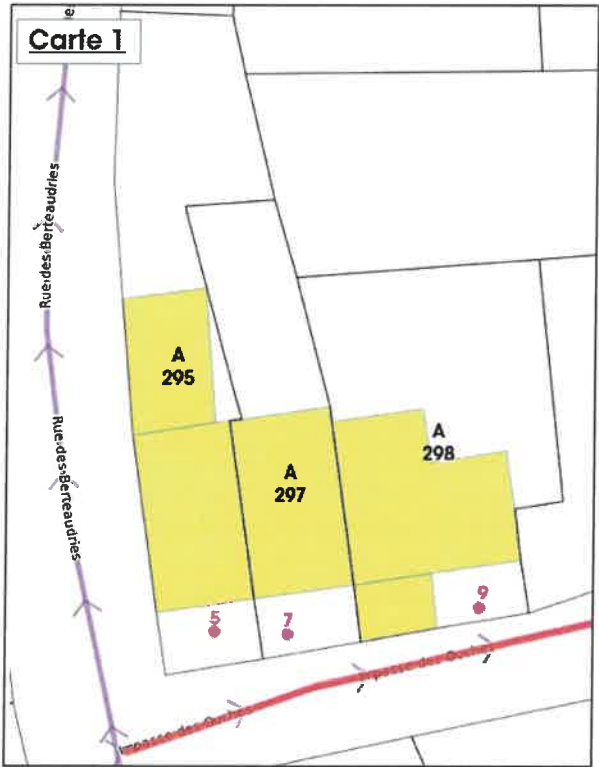 Carte 1
Rue des Berteaudries
A
295
Rue des Berteaudries
A
298
A
297
5
7
9
Impasse des Ouches
Impasse des Ouches